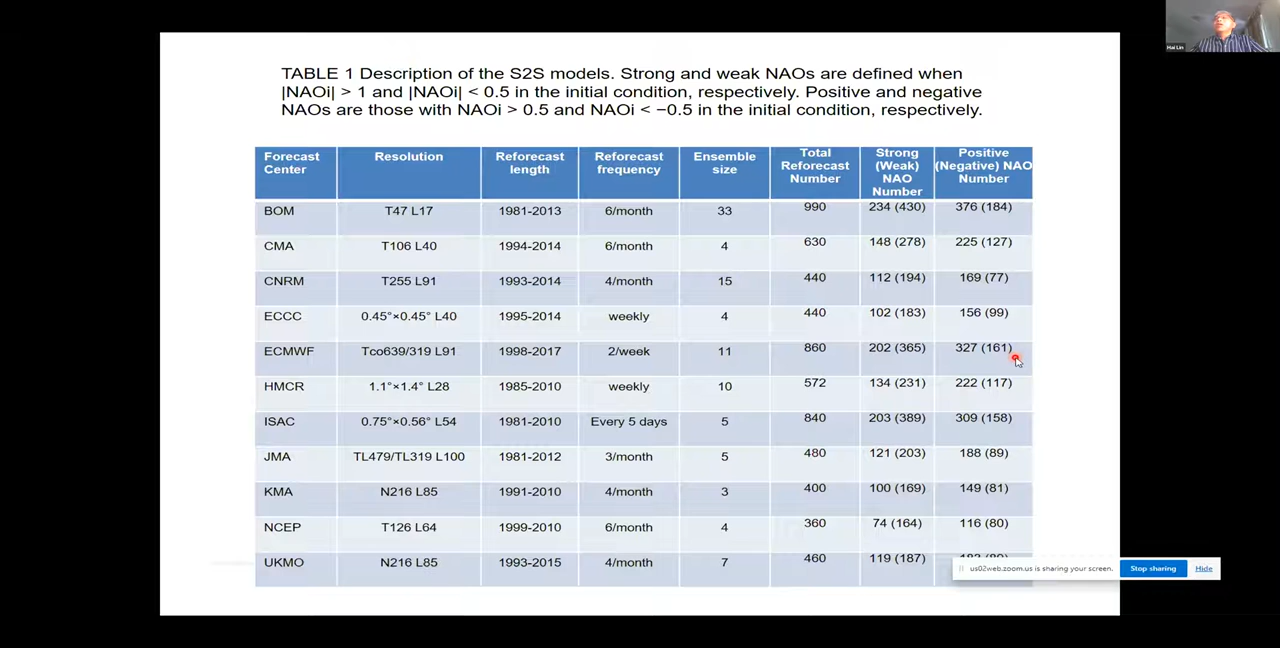 Hai Lin
TABLE 1 Description of the S2S models. Strong and weak NAOs are defined when
|NAOi| > 1 and |NAOi| < 0.5 in the initial condition, respectively. Positive and negative
NAOs are those with NAOi > 0.5 and NAOi < −0.5 in the initial condition, respectively.
Forecast Center Resolution Reforecast length Reforecast frequency Ensemble size Total Reforecast Number Strong (Weak) NAO Number Positive (Negative) NAO Number
BOM T47 L17 1981-2013 6/month 33 990 234 (430) 376 (184)
CMA T106 L40 1994-2014 6/month 4 630 148 (278) 225 (127)
CNRM T255 L91 1993-2014 4/month 15 440 112 (194) 169 (77)
ECCC 0.45°×0.45° L40 1995-2014 weekly 4 440 102 (183) 156 (99)
ECMWF Tco639/319 L91 1998-2017 2/week 11 860 202 (365) 327 (161)
HMCR 1.1°×1.4° L28 1985-2010 weekly 10 572 134 (231) 222 (117)
ISAC 0.75°×0.56° L54 1981-2010 Every 5 days 5 840 203 (389) 309 (158)
JMA TL479/TL319 L100 1981-2012 3/month 5 480 121 (203) 188 (89)
KMA N216 L85 1991-2010 4/month 3 400 100 (169) 149 (81)
NCEP T126 L64 1999-2010 6/month 4 360 74 (164) 116 (80)
UKMO N216 L85 1993-2015 4/month 7 460 119 (187)
us02web.zoom.us is sharing your screen. Stop sharing Hide